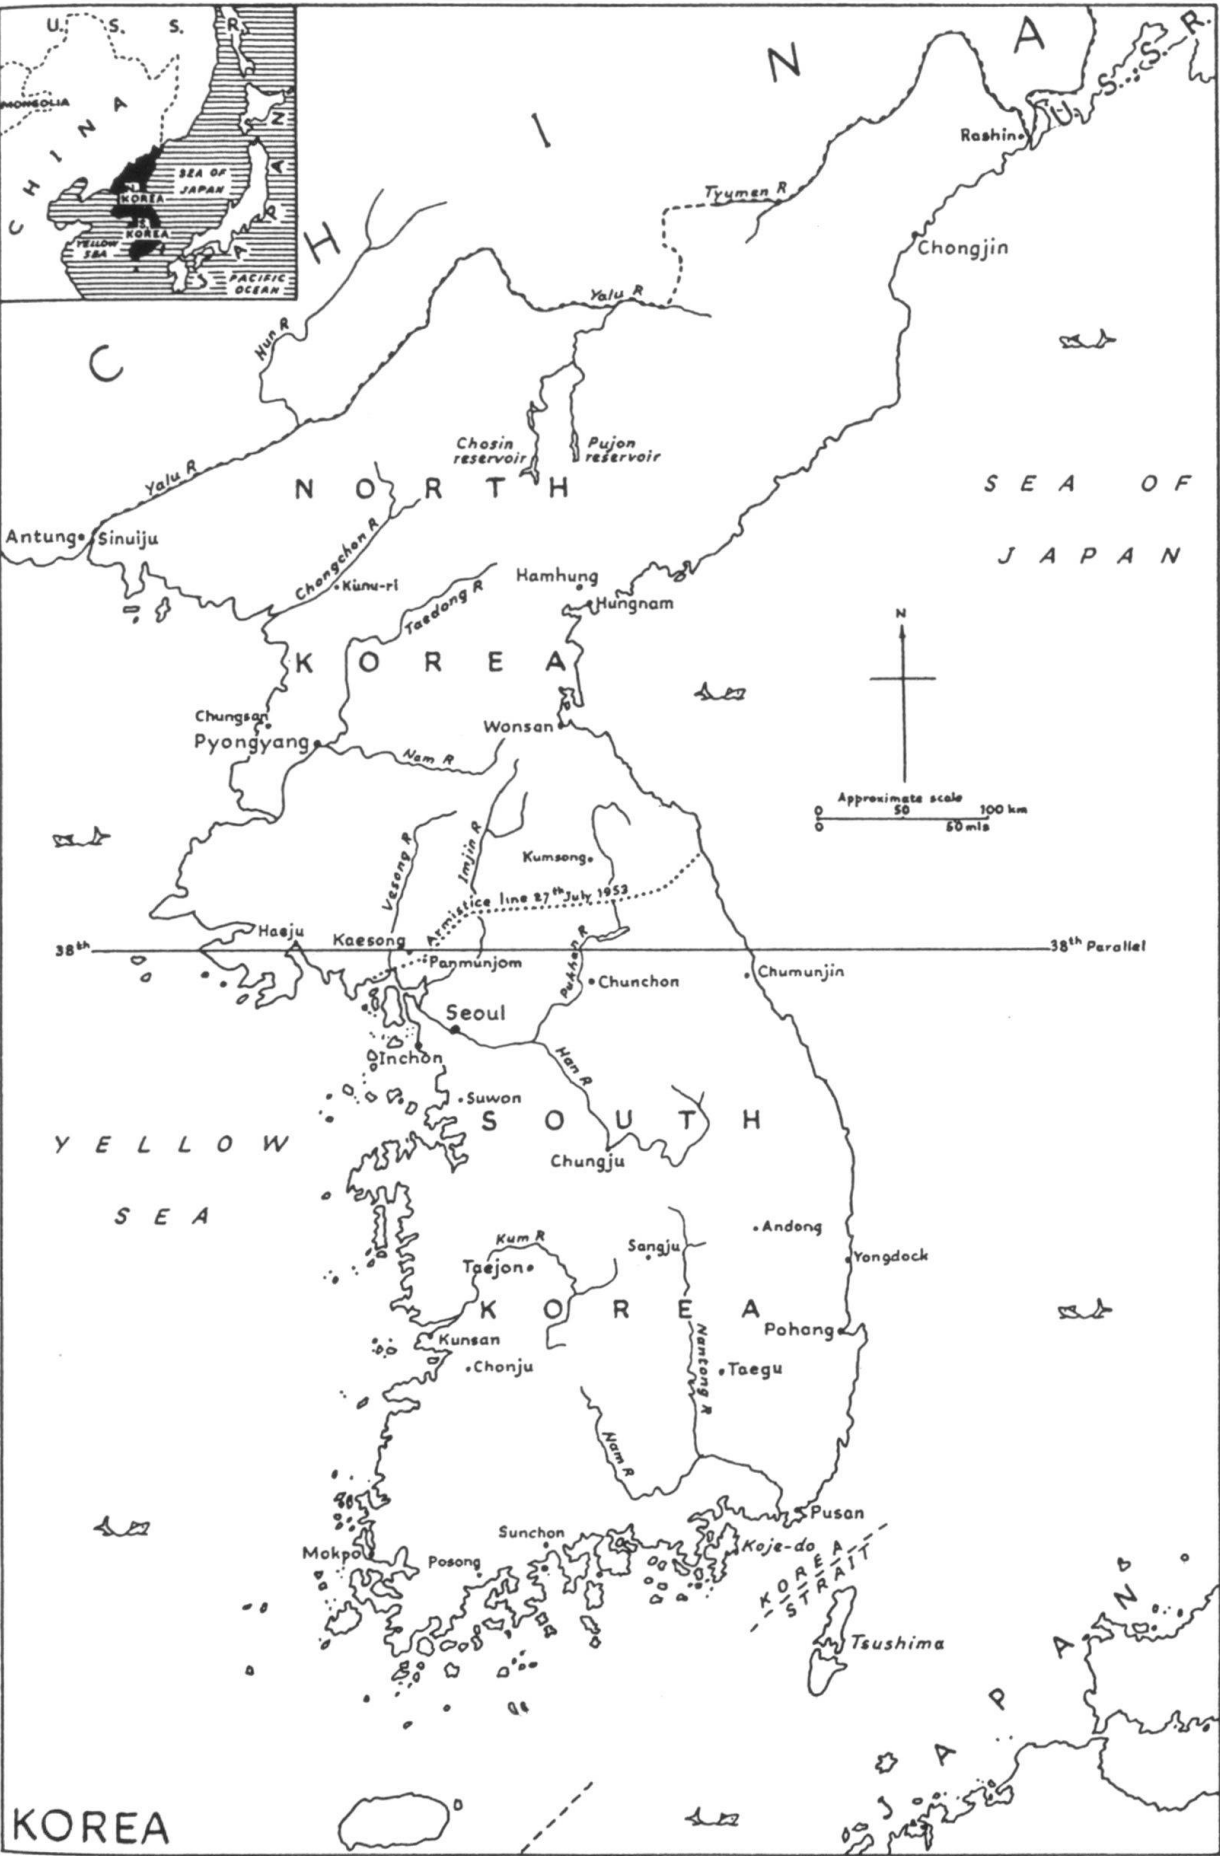 U. S. S. R.
MONGOLIA
CHINA
N.
KOREA
S.
KOREA
SEA OF
JAPAN
YELLOW
SEA
JAPAN
PACIFIC
OCEAN
CHINA
U. S. S. R.
Rashin
Tyumen R
Chongjin
Yalu R
Hun R
Chosin
reservoir
Pujon
reservoir
Yalu R
NORTH
SEA OF
JAPAN
Antung
Sinuiju
Chongchon R
Kunu-ri
Taedong R
Hamhung
Hungnam
N
KOREA
Chungsan
Pyongyang
Wonsan
Nam R
Approximate scale
0 50 100 km
0 50 mls
Yesong R
Imjin R
Kumsong
Armistice line 27th July 1953
Haeju
Kaesong
38th
38th Parallel
Panmunjom
Pukhan R
Chunchon
Chumunjin
Seoul
Inchon
Han R
Suwon
SOUTH
YELLOW
SEA
Chungju
Andong
Kum R
Sangju
Yongdock
Taejon
KOREA
Pohang
Kunsan
Chonju
Nantong R
Taegu
Nam R
Pusan
Sunchon
Koje-do
Mokpo
Posong
KOREA
STRAIT
Tsushima
JAPAN
KOREA